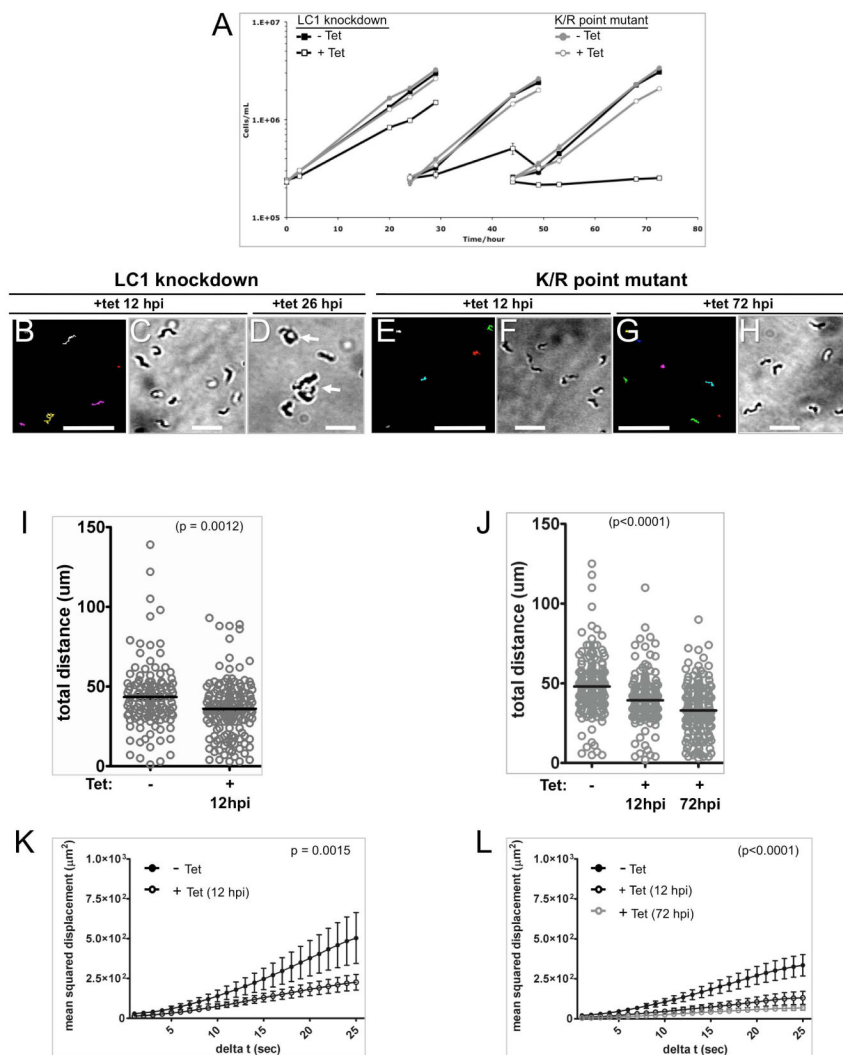 A
LC1 knockdown
- Tet
+ Tet
K/R point mutant
- Tet
+ Tet
1.E+07
1.E+06
1.E+05
Cells/mL
0 10 20 30 40 50 60 70 80
Time/hour
LC1 knockdown
K/R point mutant
+tet 12 hpi
+tet 26 hpi
+tet 12 hpi
+tet 72 hpi
B C D E F G H
I
(p = 0.0012)
total distance (um)
150
100
50
0
Tet: - +
12hpi
J
(p<0.0001)
total distance (um)
150
100
50
0
Tet: - + +
12hpi 72hpi
K
p = 0.0015
- Tet
+ Tet (12 hpi)
mean squared displacement (μm²)
1.0×10³
7.5×10²
5.0×10²
2.5×10²
0
5 10 15 20 25
delta t (sec)
L
(p<0.0001)
- Tet
+ Tet (12 hpi)
+ Tet (72 hpi)
mean squared displacement (μm²)
1.0×10³
7.5×10²
5.0×10²
2.5×10²
0
5 10 15 20 25
delta t (sec)